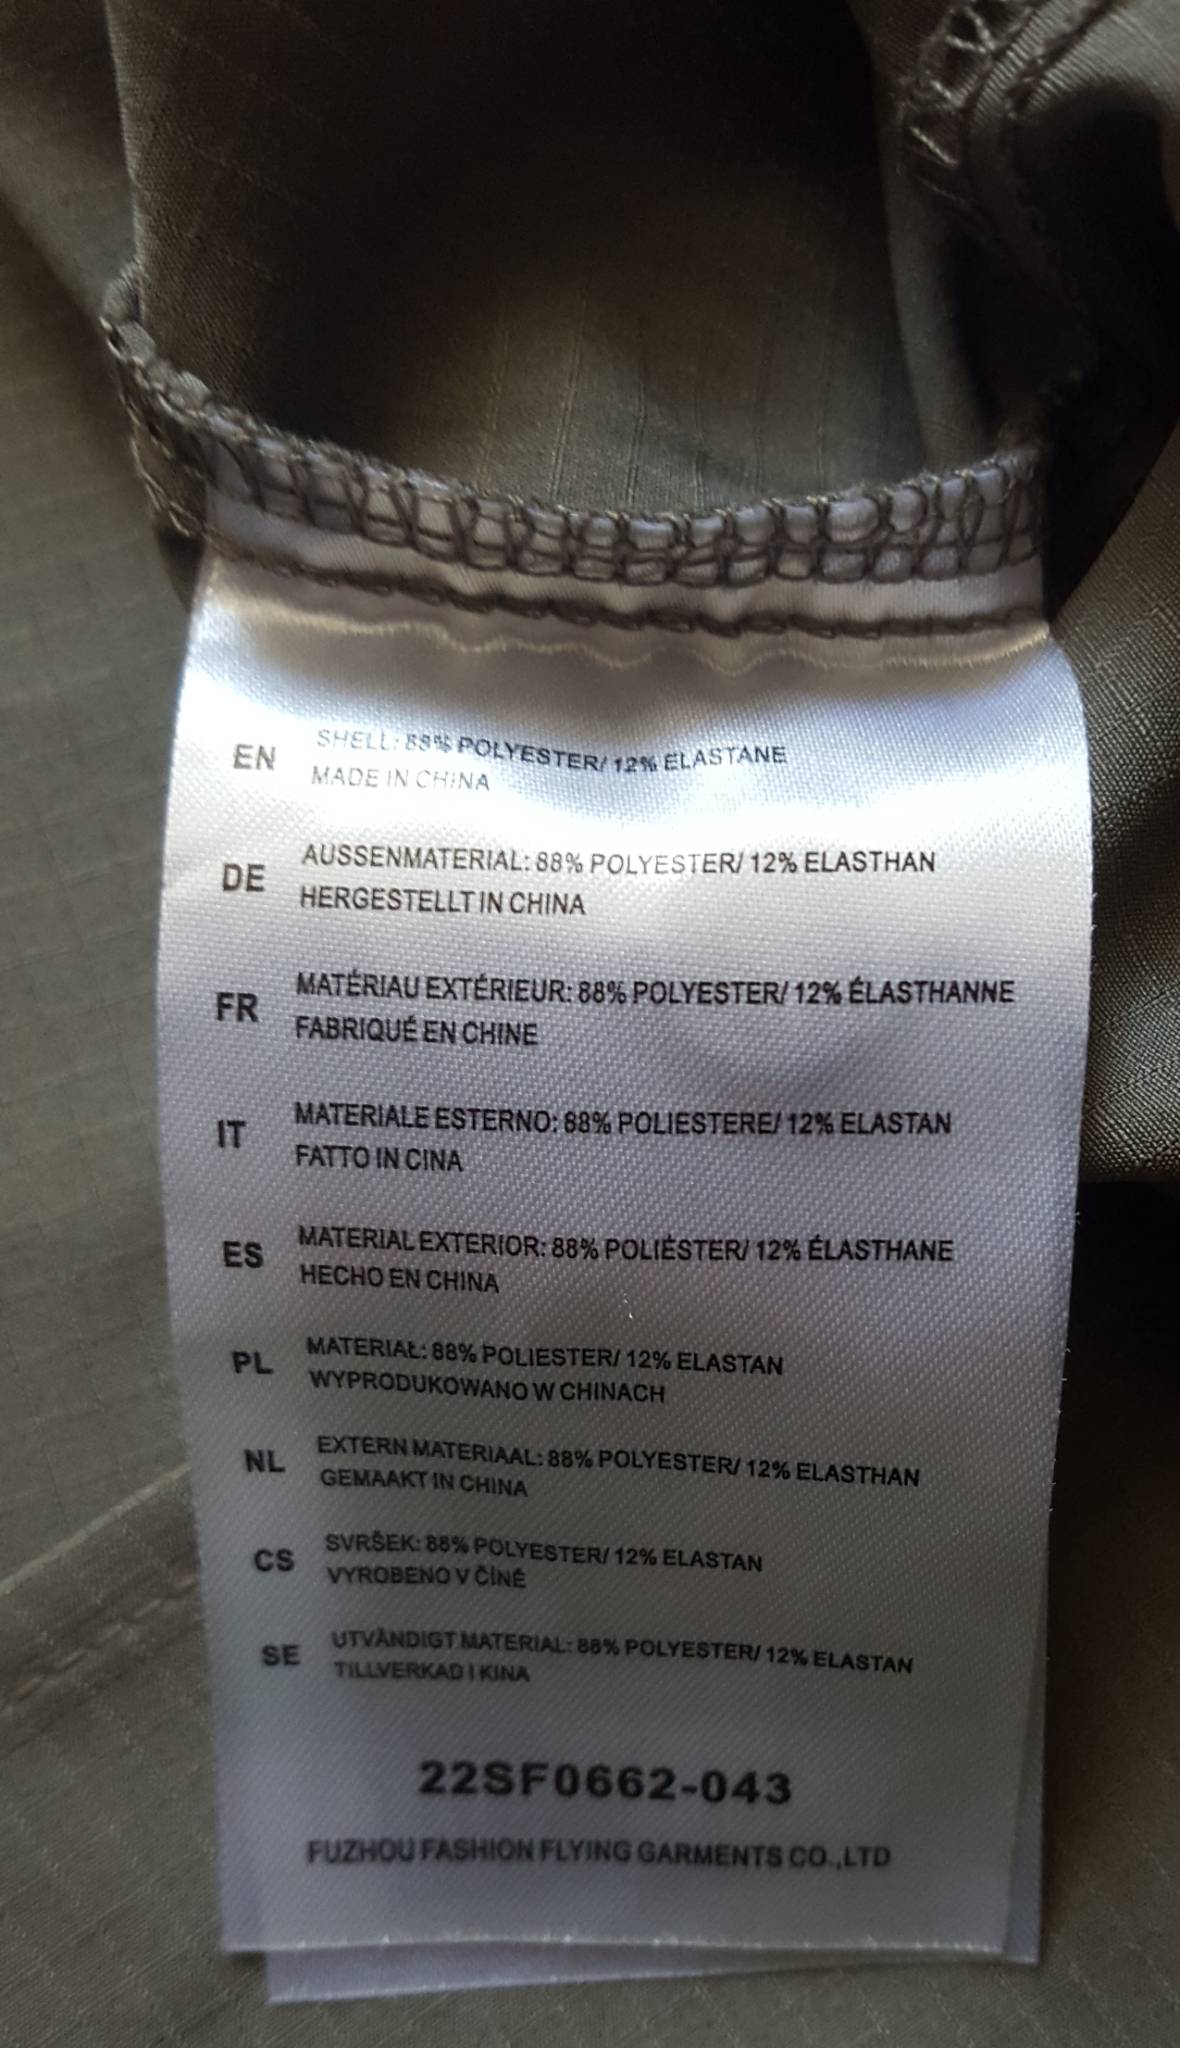 EN SHELL: 88% POLYESTER/ 12% ELASTANE
MADE IN CHINA
DE AUSSENMATERIAL: 88% POLYESTER/ 12% ELASTHAN
HERGESTELLT IN CHINA
FR MATÉRIAU EXTÉRIEUR: 88% POLYESTER/ 12% ÉLASTHANNE
FABRIQUÉ EN CHINE
IT MATERIALE ESTERNO: 88% POLIESTERE/ 12% ELASTAN
FATTO IN CINA
ES MATERIAL EXTERIOR: 88% POLIÉSTER/ 12% ÉLASTHANE
HECHO EN CHINA
PL MATERIAŁ: 88% POLIESTER/ 12% ELASTAN
WYPRODUKOWANO W CHINACH
NL EXTERN MATERIAAL: 88% POLYESTER/ 12% ELASTHAN
GEMAAKT IN CHINA
CS SVRŠEK: 88% POLYESTER/ 12% ELASTAN
VYROBENO V ČÍNĚ
SE UTVÄNDIGT MATERIAL: 88% POLYESTER/ 12% ELASTAN
TILLVERKAD I KINA
22SF0662-043
FUZHOU FASHION FLYING GARMENTS CO.,LTD